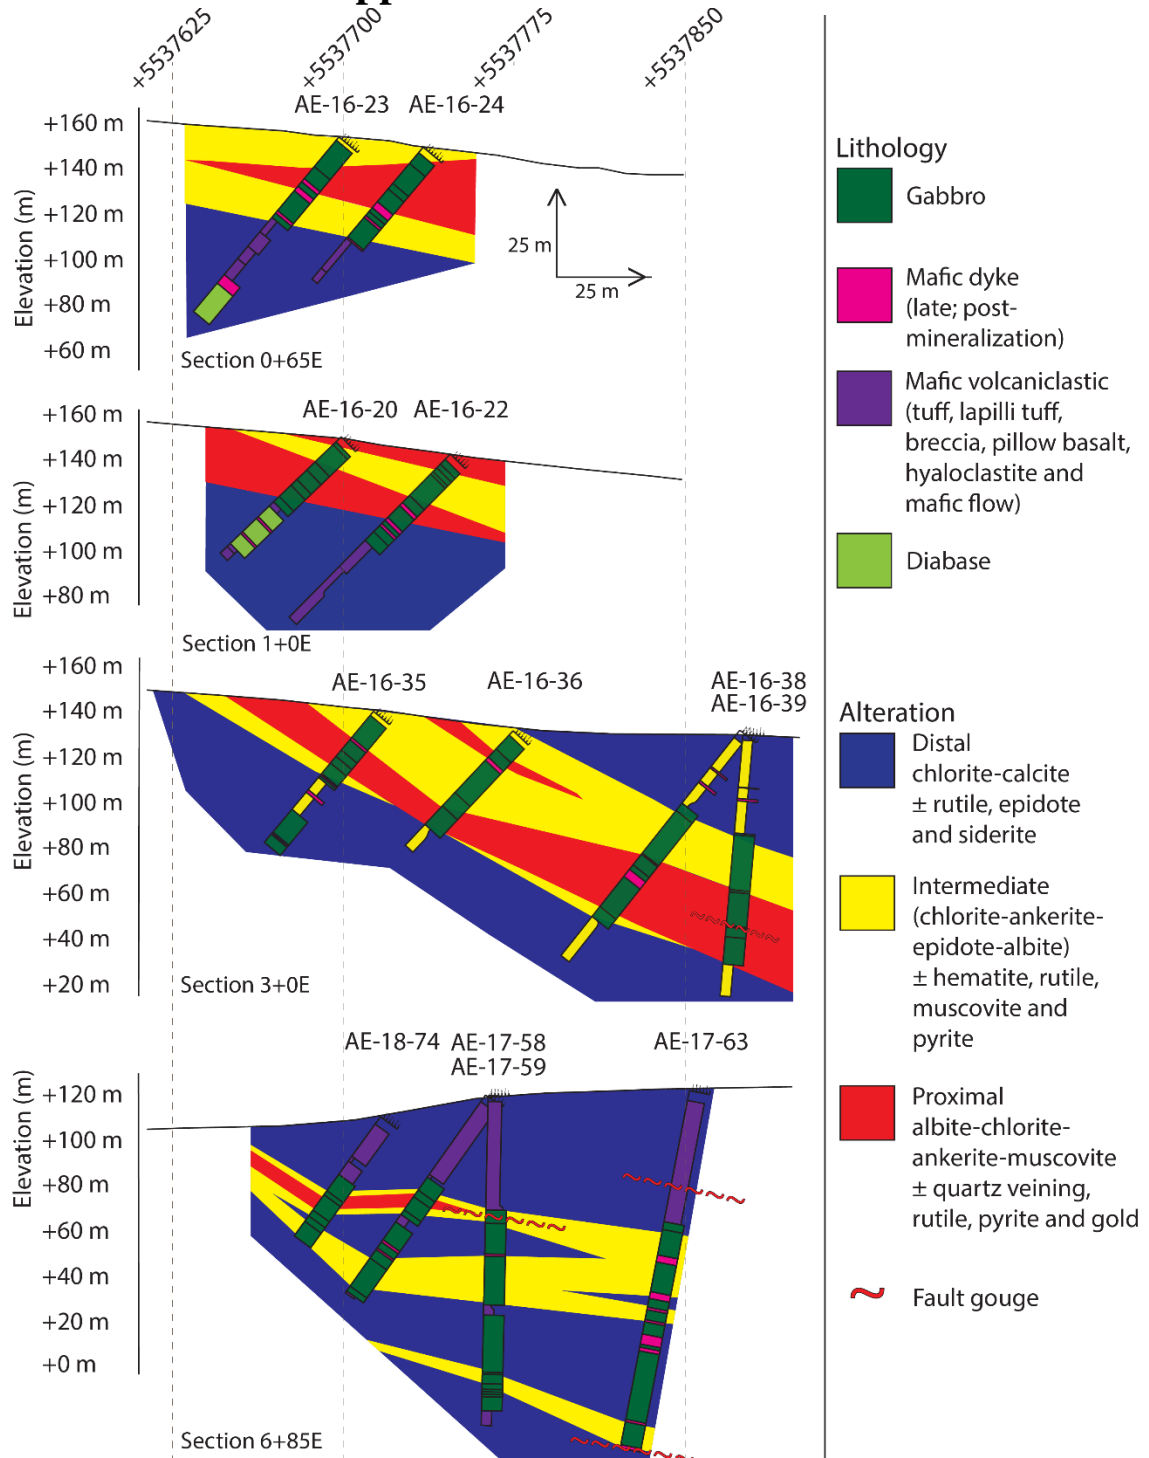 +5537625
+5537700
+5537775
+5537850
AE-16-23 AE-16-24
Elevation (m)
+160 m
+140 m
+120 m
+100 m
+80 m
+60 m
25 m
25 m
Section 0+65E
AE-16-20 AE-16-22
Elevation (m)
+160 m
+140 m
+120 m
+100 m
+80 m
Section 1+0E
AE-16-35
AE-16-36
AE-16-38
AE-16-39
Elevation (m)
+160 m
+140 m
+120 m
+100 m
+80 m
+60 m
+40 m
+20 m
Section 3+0E
AE-18-74
AE-17-58
AE-17-59
AE-17-63
Elevation (m)
+120 m
+100 m
+80 m
+60 m
+40 m
+20 m
+0 m
Section 6+85E
Lithology
Gabbro
Mafic dyke
(late; post-
mineralization)
Mafic volcaniclastic
(tuff, lapilli tuff,
breccia, pillow basalt,
hyaloclastite and
mafic flow)
Diabase
Alteration
Distal
chlorite-calcite
± rutile, epidote
and siderite
Intermediate
(chlorite-ankerite-
epidote-albite)
± hematite, rutile,
muscovite and
pyrite
Proximal
albite-chlorite-
ankerite-muscovite
± quartz veining,
rutile, pyrite and gold
Fault gouge